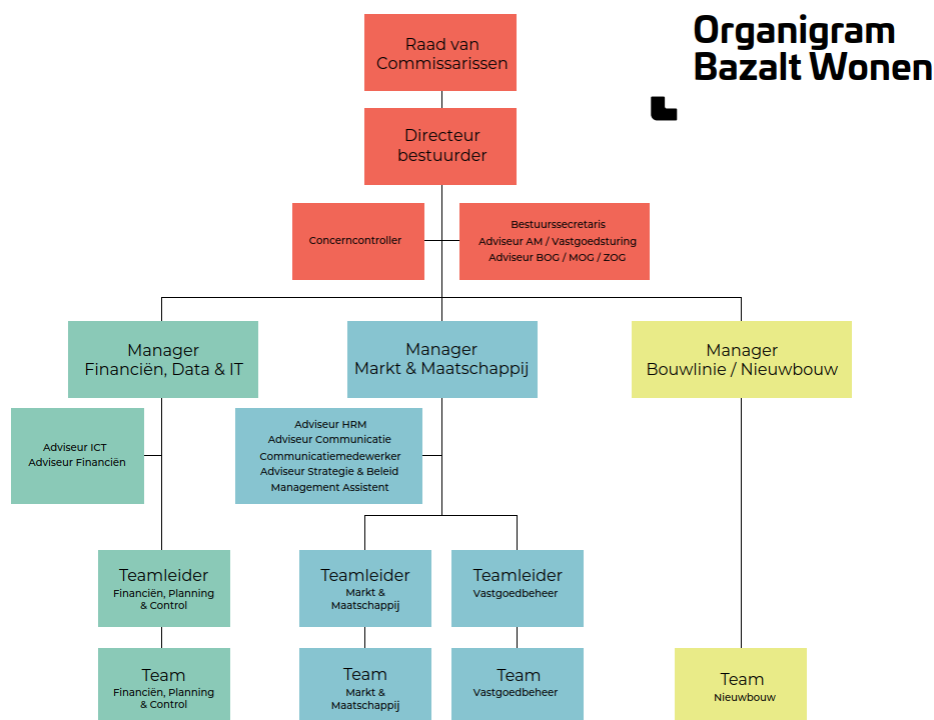 Organigram
Bazalt Wonen
Raad van
Commissarissen
Directeur
bestuurder
Concerncontroller
Bestuurssecretaris
Adviseur AM / Vastgoedsturing
Adviseur BOG / MOG / ZOG
Manager
Financiën, Data & IT
Manager
Markt & Maatschappij
Manager
Bouwlinie / Nieuwbouw
Adviseur ICT
Adviseur Financiën
Adviseur HRM
Adviseur Communicatie
Communicatiemedewerker
Adviseur Strategie & Beleid
Management Assistent
Teamleider
Financiën, Planning
& Control
Teamleider
Markt &
Maatschappij
Teamleider
Vastgoedbeheer
Team
Financiën, Planning
& Control
Team
Markt &
Maatschappij
Team
Vastgoedbeheer
Team
Nieuwbouw